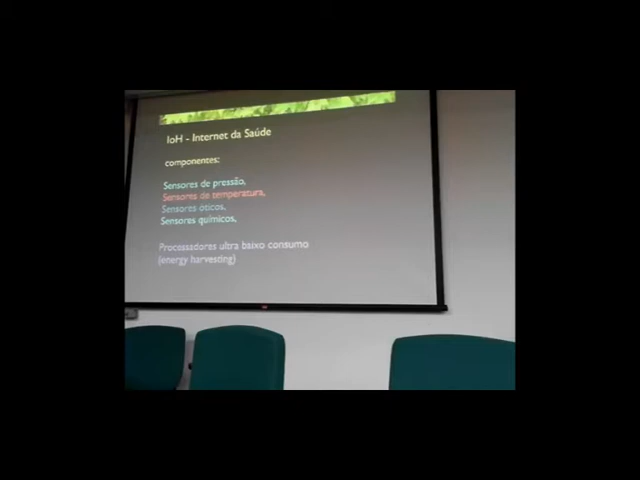 IoH - Internet da Saúde
componentes:
Sensores de pressão,
Sensores de temperatura,
Sensores óticos,
Sensores químicos,
Processadores ultra baixo consumo
(energy harvesting)